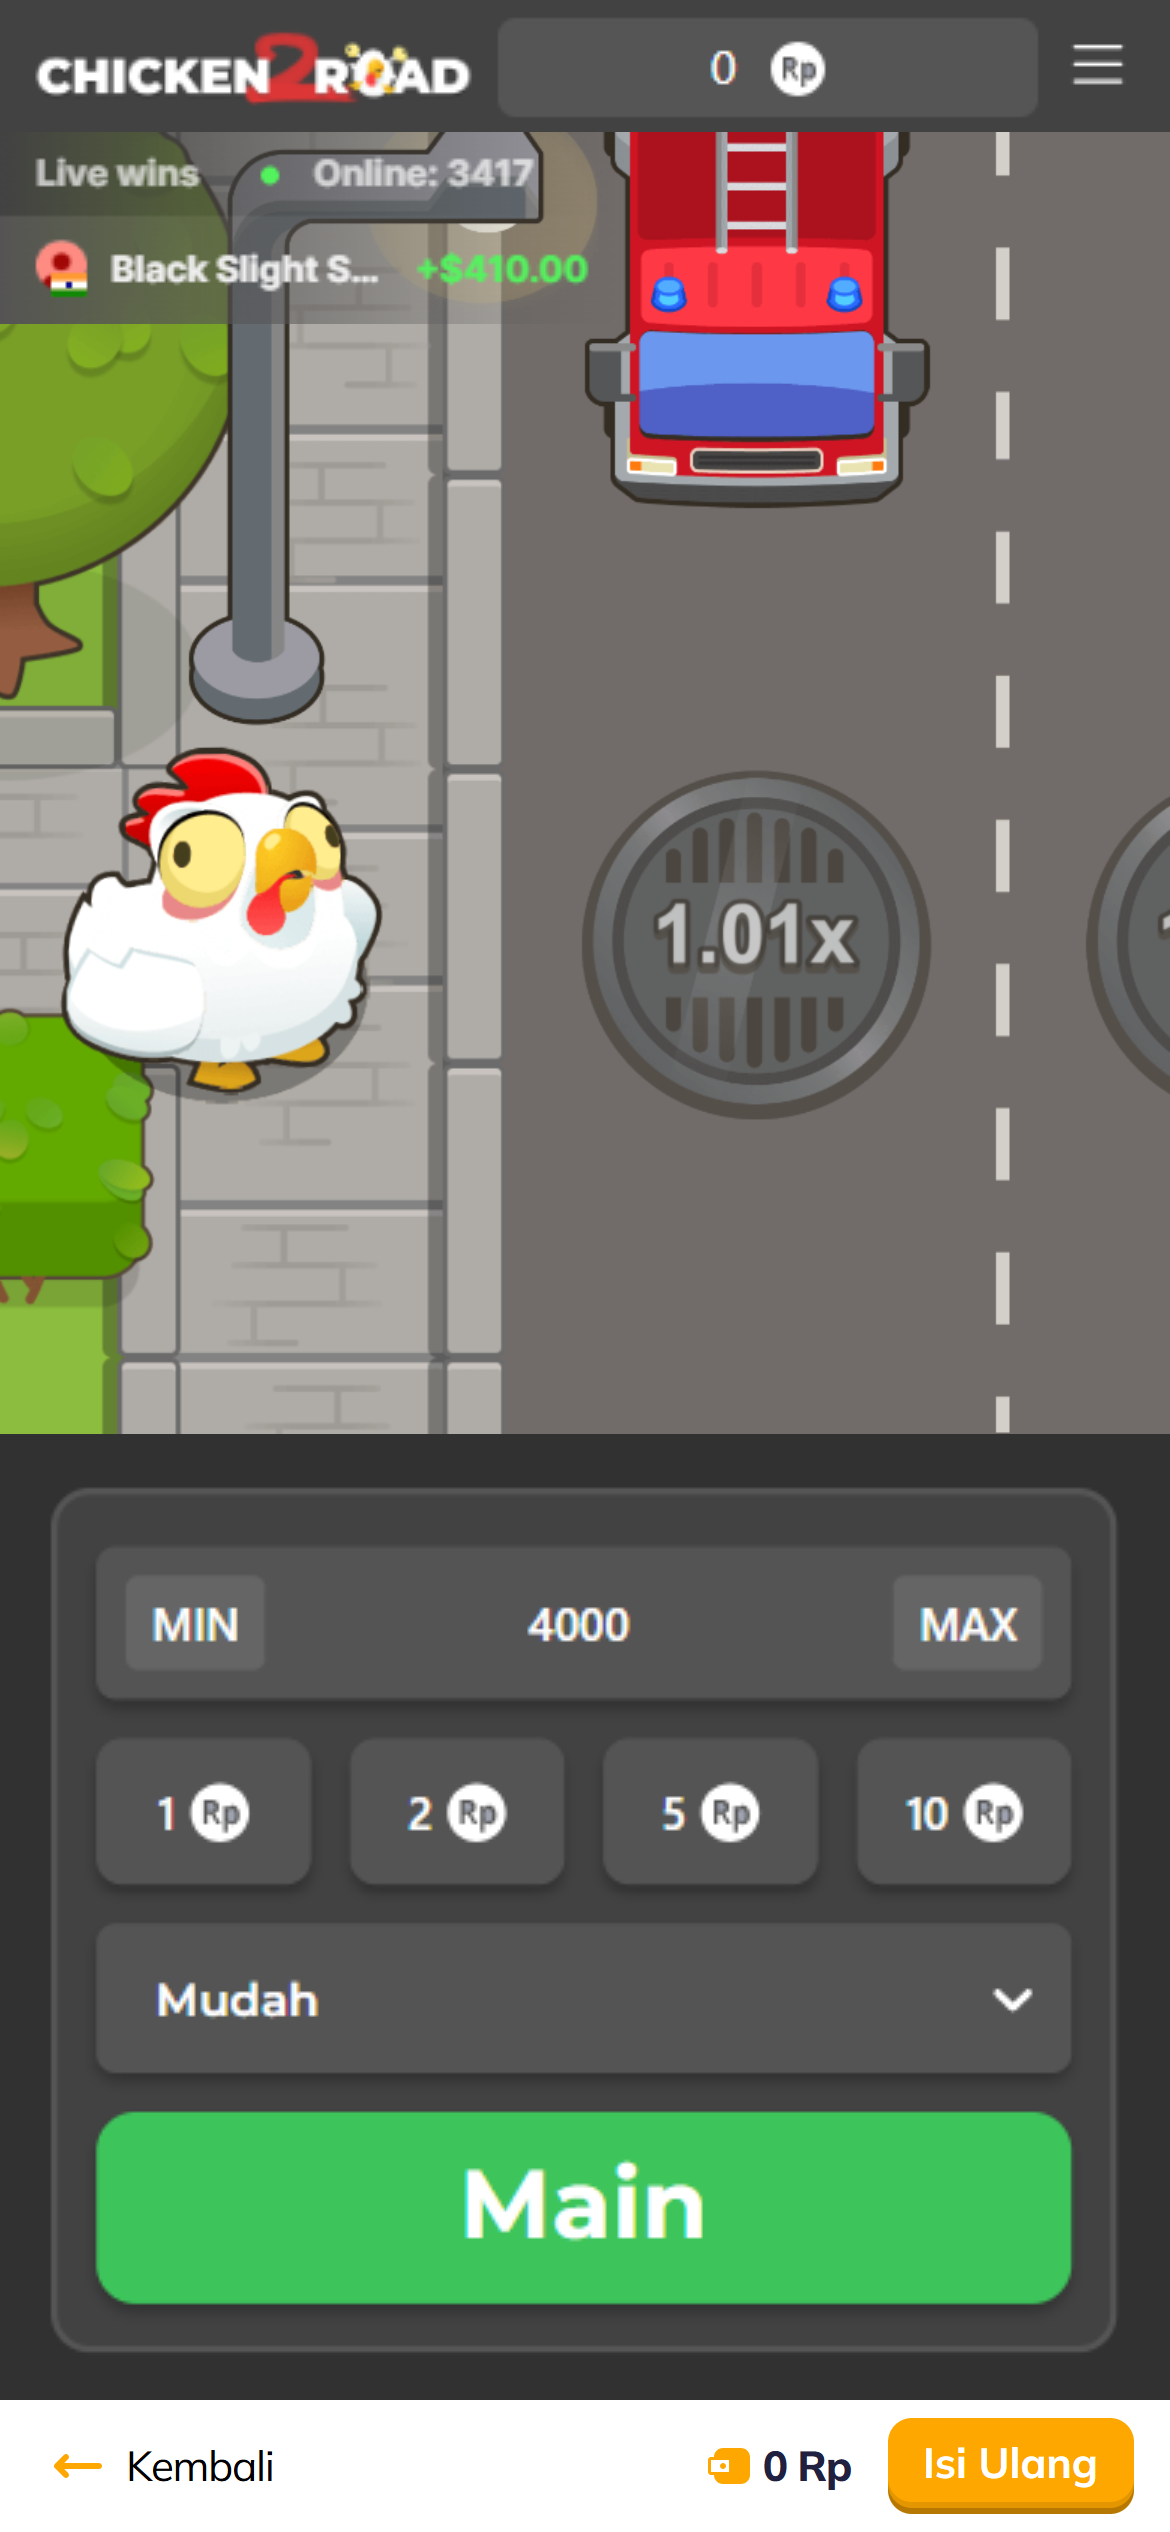 CHICKEN 2 ROAD
0 Rp
Live wins Online: 3417
Black Slight S... +$410.00
1.01x
MIN 4000 MAX
1 Rp 2 Rp 5 Rp 10 Rp
Mudah
Main
Kembali 0 Rp Isi Ulang